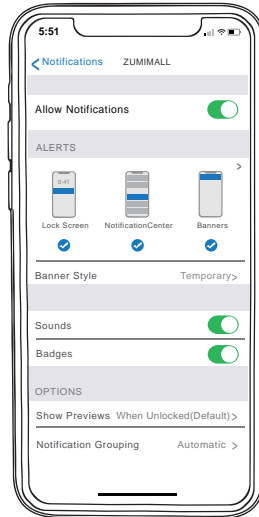 5:51
Notifications ZUMIMALL
Allow Notifications
ALERTS
9:41
Lock Screen NotificationCenter Banners
Banner Style Temporary
Sounds
Badges
OPTIONS
Show Previews When Unlocked(Default)
Notification Grouping Automatic